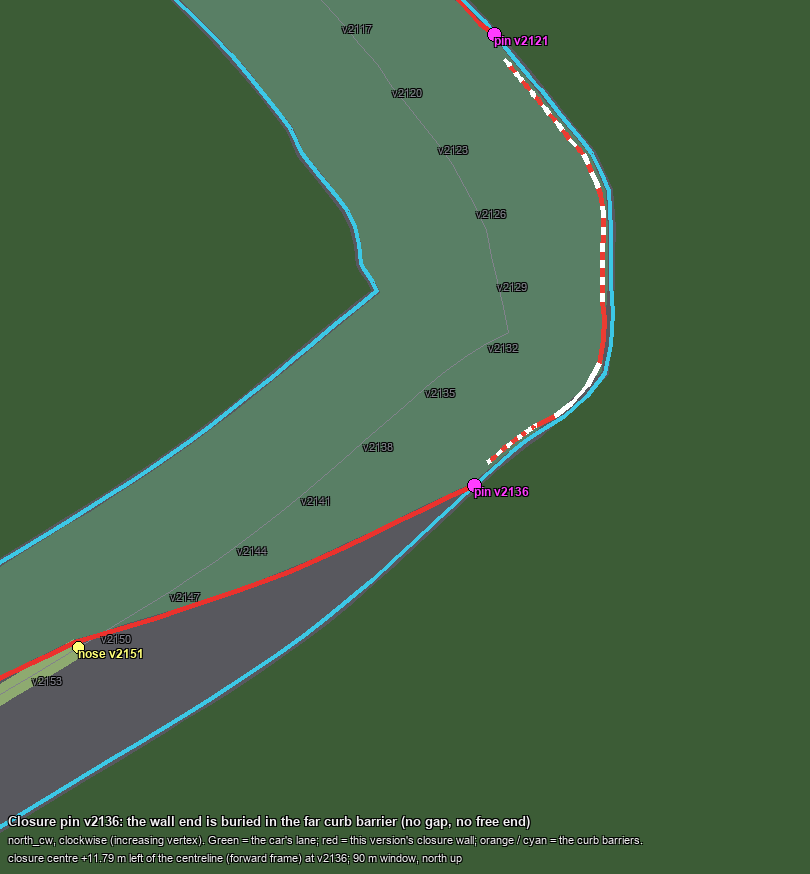 v2117
pin v2121
v2120
v2123
v2126
v2129
v2132
v2135
v2138
pin v2136
v2141
v2144
v2147
v2150
nose v2151
v2153
Closure pin v2136: the wall end is buried in the far curb barrier (no gap, no free end)
north_cw, clockwise (increasing vertex). Green = the car's lane; red = this version's closure wall; orange / cyan = the curb barriers.
closure centre +11.79 m left of the centreline (forward frame) at v2136; 90 m window, north up